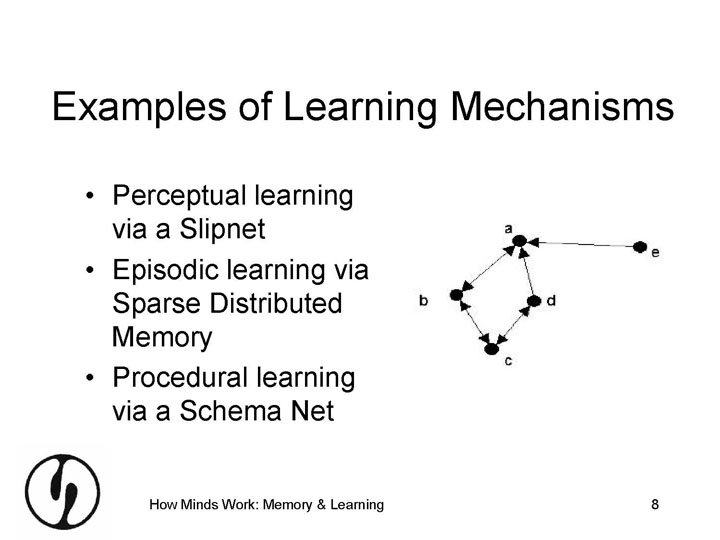 Examples of Learning Mechanisms
• Perceptual learning
via a Slipnet
• Episodic learning via
Sparse Distributed
Memory
• Procedural learning
via a Schema Net
a
e
b
d
c
How Minds Work: Memory & Learning
8